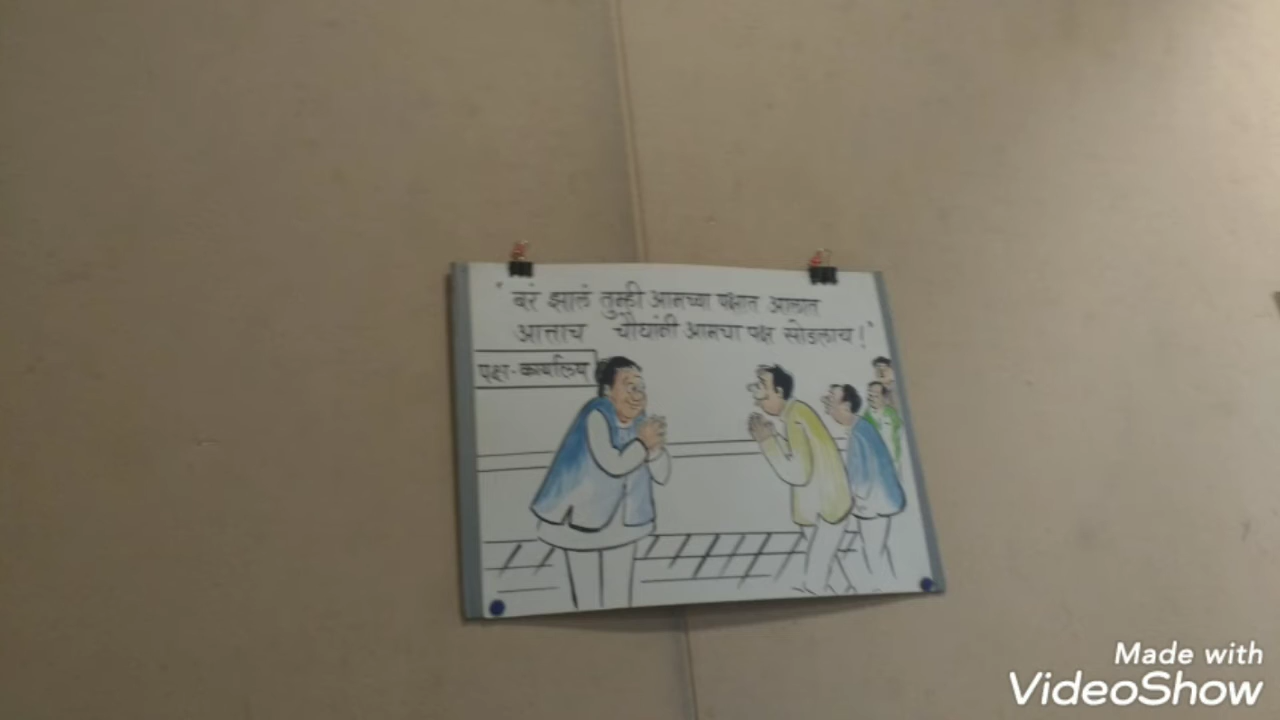 ' बरं झालं तुम्ही आमच्या पक्षात आलात
आत्ताच चौघांनी आमचा पक्ष सोडलाय !'
पक्ष-कार्यालय
Made with
VideoShow